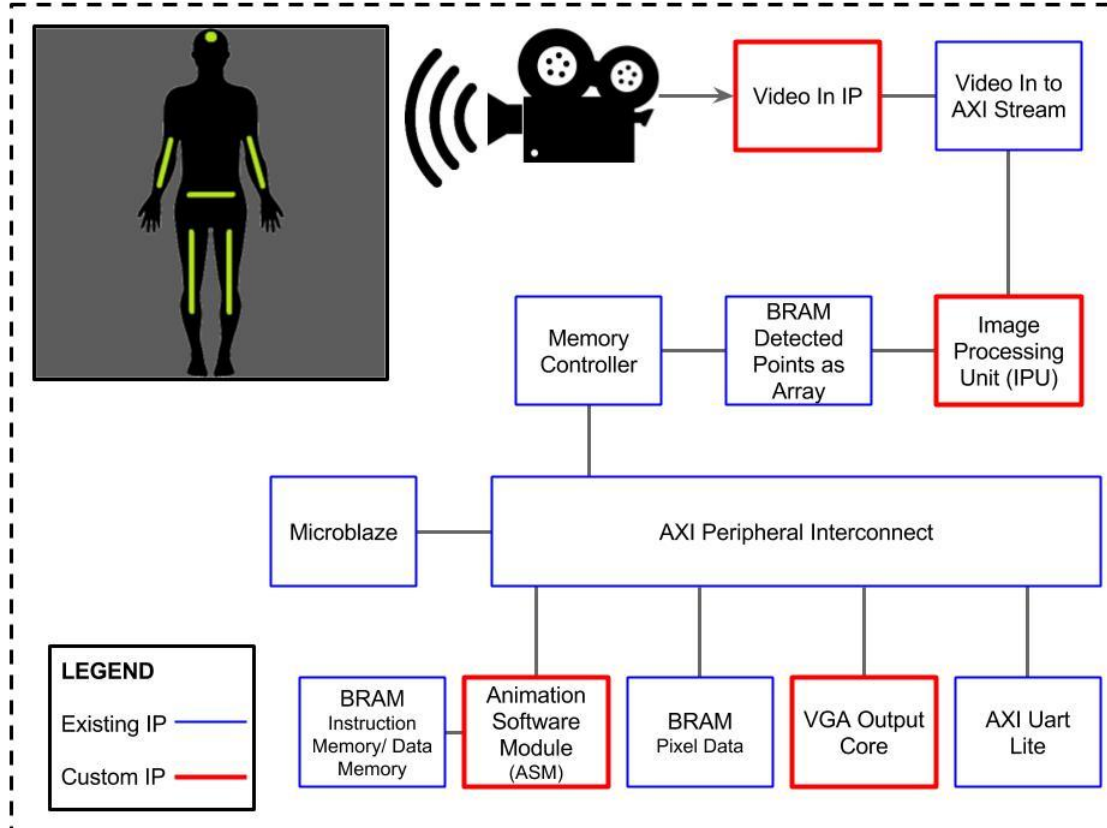 Video In IP
Video In to
AXI Stream
Memory
Controller
BRAM
Detected
Points as
Array
Image
Processing
Unit (IPU)
Microblaze
AXI Peripheral Interconnect
LEGEND
Existing IP
Custom IP
BRAM
Instruction
Memory/ Data
Memory
Animation
Software
Module
(ASM)
BRAM
Pixel Data
VGA Output
Core
AXI Uart
Lite